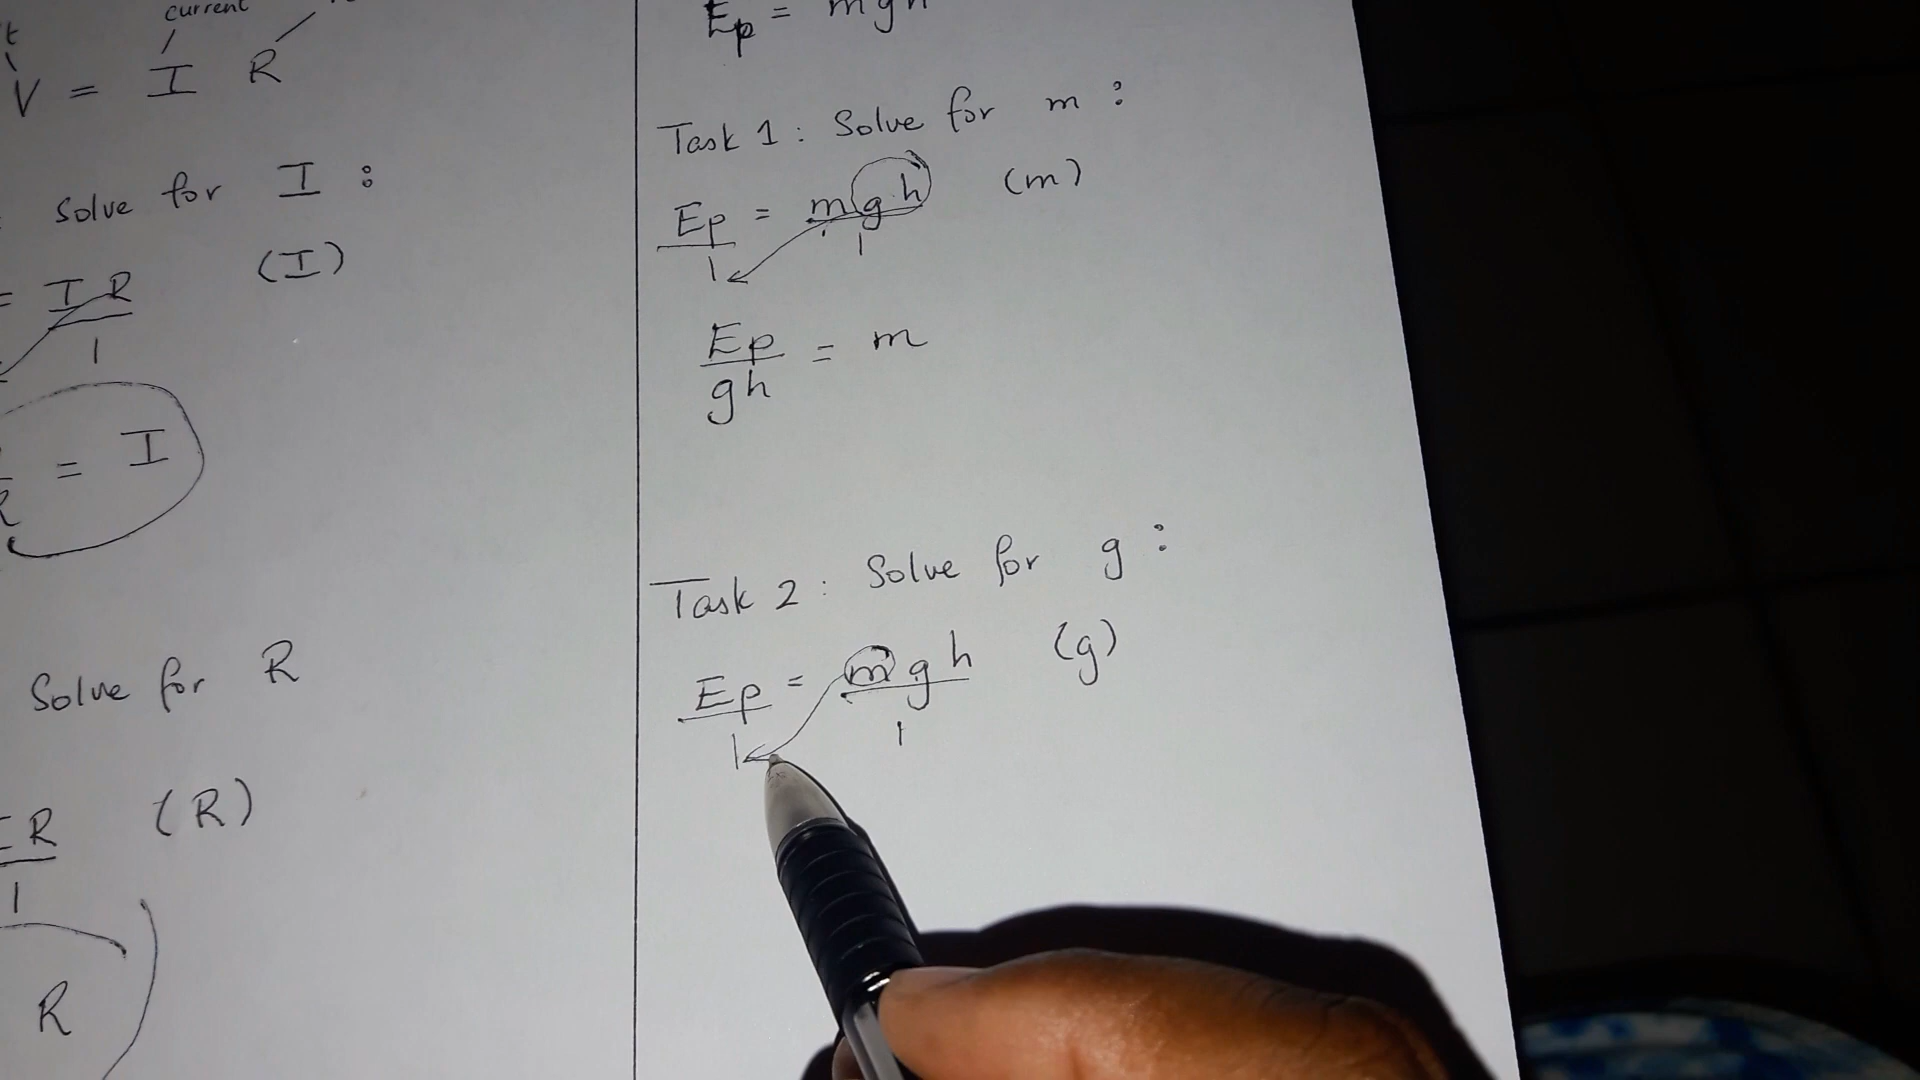 current
t
V = I R
Solve for I :
= I R (I)
1
R = I
Solve for R
I R (R)
1
R
Ep = mgh
Task 1 : Solve for m :
Ep = mgh (m)
1 1
Ep = m
gh
Task 2 : Solve for g :
Ep = mgh (g)
1 1